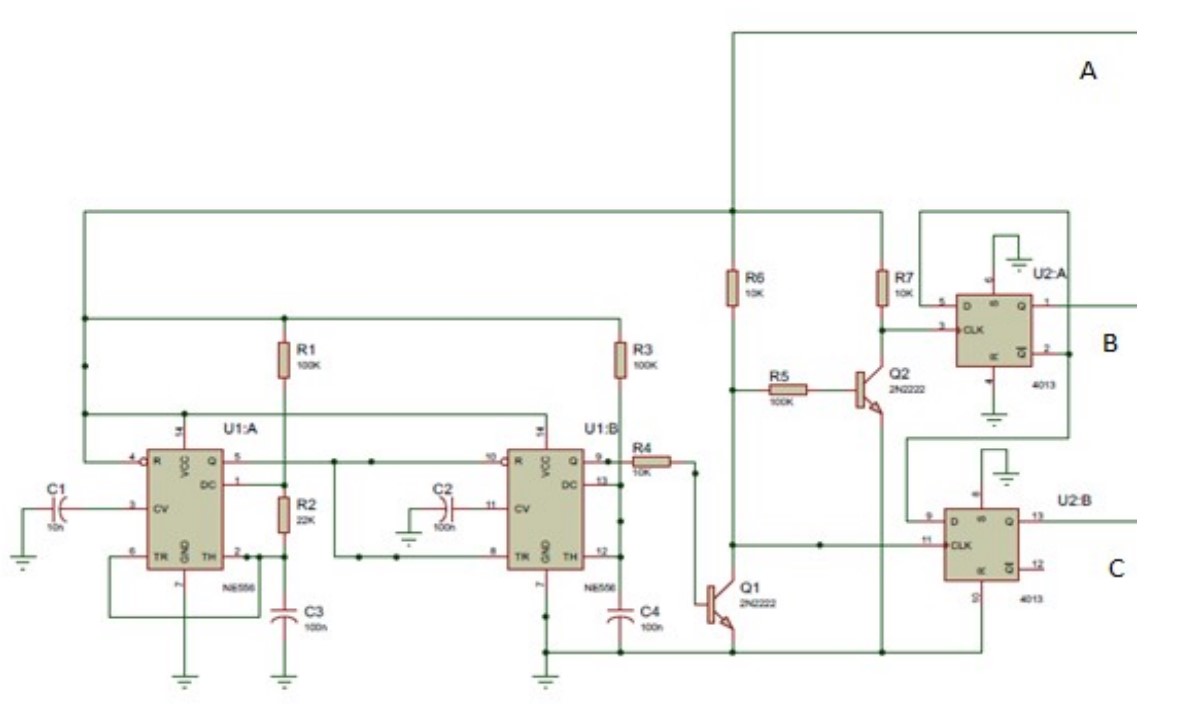 A
R6
10K
R7
10K
U2:A
6
5
D
S
Q
1
3
CLK
R
Q
2
4
4013
B
R1
100K
R3
100K
R5
100K
Q2
2N2222
14
U1:A
4
R
VCC
Q
5
DC
1
C1
10n
3
CV
6
TR
GND
TH
2
7
NE556
R2
22K
C3
100n
14
U1:B
10
R
VCC
Q
9
DC
13
C2
100n
11
CV
8
TR
GND
TH
12
7
NE556
R4
10K
C4
100n
Q1
2N2222
8
U2:B
9
D
S
Q
13
11
CLK
R
Q
12
10
4013
C